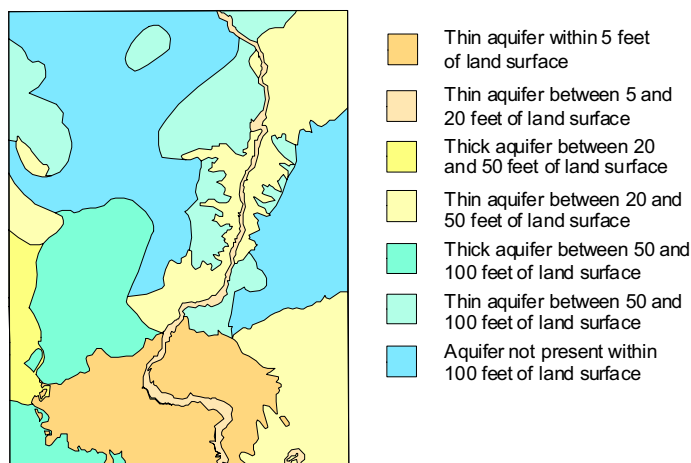 Thin aquifer within 5 feet
of land surface
Thin aquifer between 5 and
20 feet of land surface
Thick aquifer between 20
and 50 feet of land surface
Thin aquifer between 20 and
50 feet of land surface
Thick aquifer between 50 and
100 feet of land surface
Thin aquifer between 50 and
100 feet of land surface
Aquifer not present within
100 feet of land surface